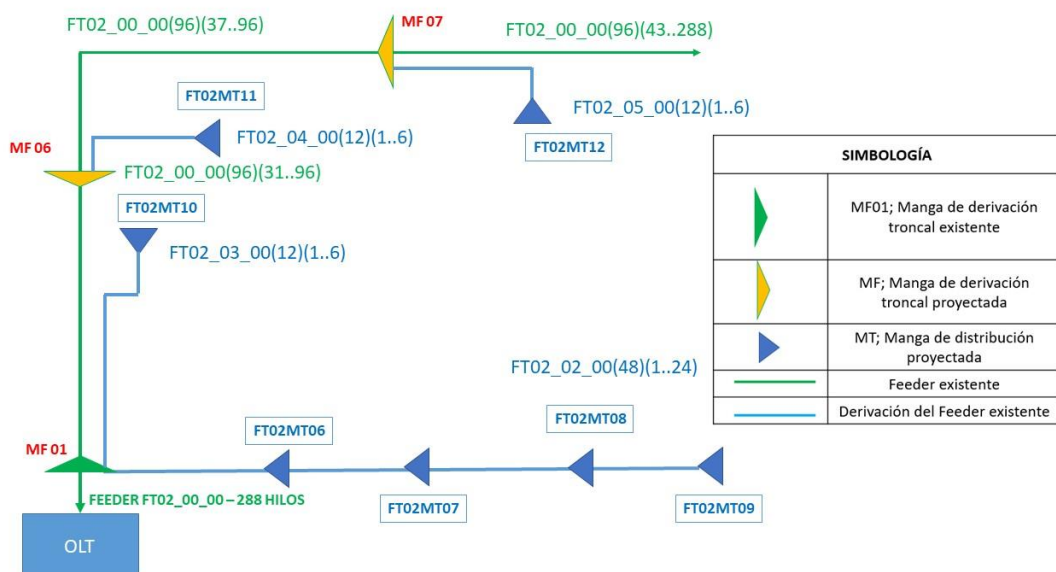 FT02_00_00(96)(37..96)
MF 07
FT02_00_00(96)(43..288)
FT02MT11
FT02_05_00(12)(1..6)
FT02_04_00(12)(1..6)
FT02MT12
MF 06
FT02_00_00(96)(31..96)
FT02MT10
FT02_03_00(12)(1..6)
SIMBOLOGÍA
MF01; Manga de derivación
troncal existente
MF; Manga de derivación
troncal proyectada
MT; Manga de distribución
proyectada
Feeder existente
Derivación del Feeder existente
FT02_02_00(48)(1..24)
FT02MT06
FT02MT08
MF 01
FT02MT07
FT02MT09
FEEDER FT02_00_00 – 288 HILOS
OLT